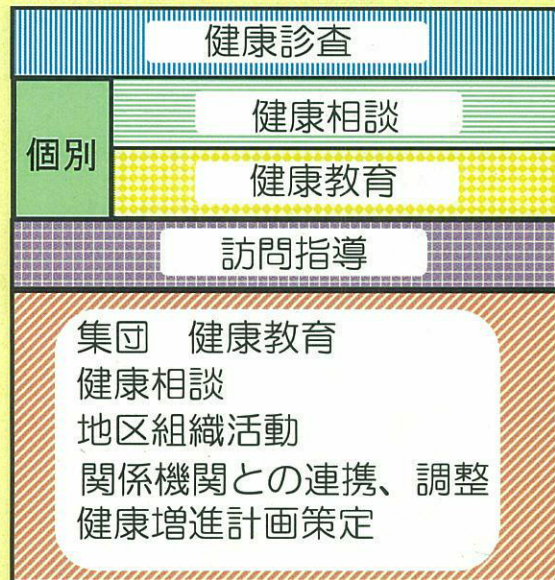 健康診査
個別
健康相談
健康教育
訪問指導
集団　健康教育
健康相談
地区組織活動
関係機関との連携、調整
健康増進計画策定